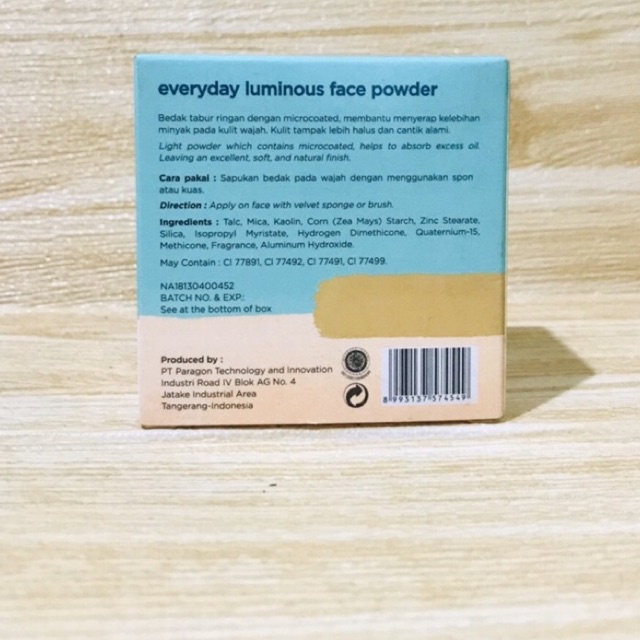 everyday luminous face powder
Bedak tabur ringan dengan microcoated, membantu menyerap kelebihan
minyak pada kulit wajah. Kulit tampak lebih halus dan cantik alami.
Light powder which contains microcoated, helps to absorb excess oil.
Leaving an excellent, soft, and natural finish.
Cara pakai : Sapukan bedak pada wajah dengan menggunakan spon
atau kuas.
Direction : Apply on face with velvet sponge or brush.
Ingredients : Talc, Mica, Kaolin, Corn (Zea Mays) Starch, Zinc Stearate,
Silica, Isopropyl Myristate, Hydrogen Dimethicone, Quaternium-15,
Methicone, Fragrance, Aluminum Hydroxide.
May Contain : CI 77891, CI 77492, CI 77491, CI 77499.
NA18130400452
BATCH NO. & EXP.:
See at the bottom of box
Produced by :
PT Paragon Technology and Innovation
Industri Road IV Blok AG No. 4
Jatake Industrial Area
Tangerang-Indonesia
8 993137 574549